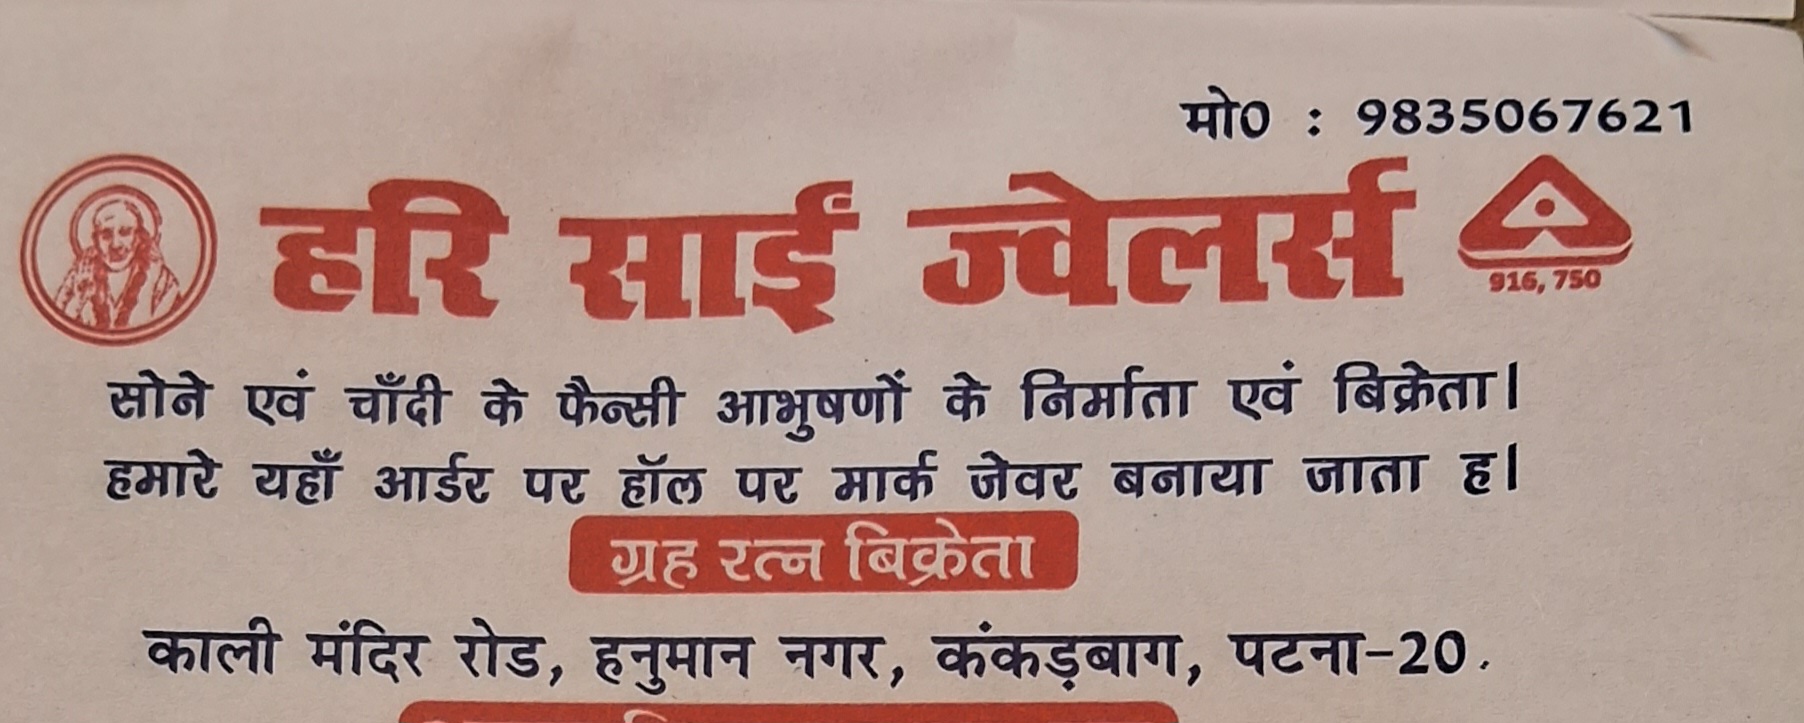 मो0 : 9835067621
हरि साई ज्वेलर्स
916, 750
सोने एवं चाँदी के फैन्सी आभुषणों के निर्माता एवं बिक्रेता।
हमारे यहाँ आर्डर पर हॉल पर मार्क जेवर बनाया जाता ह।
ग्रह रत्न बिक्रेता
काली मंदिर रोड, हनुमान नगर, कंकड़बाग, पटना-20.